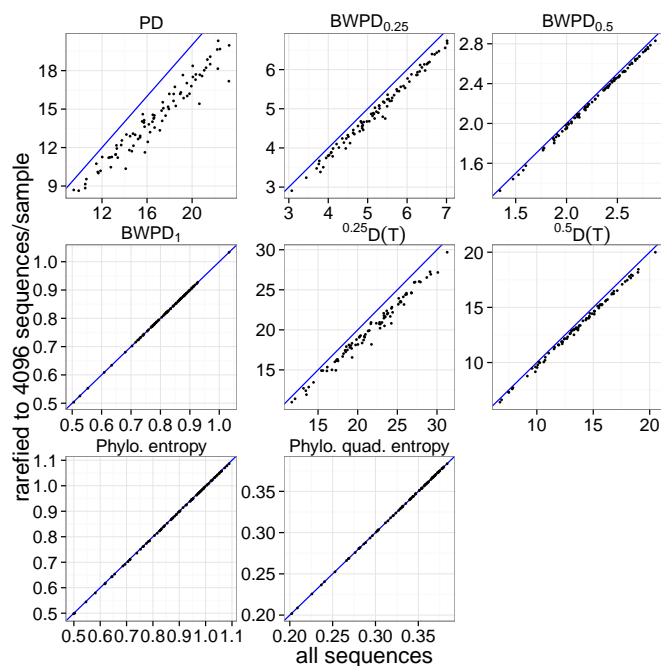 PD BWPD0.25 BWPD0.5
18
15
12
9
12 16 20
6
5
4
3
3 4 5 6 7
2.8
2.4
2.0
1.6
1.5 2.0 2.5
BWPD1 0.25D(T) 0.5D(T)
1.0
0.9
0.8
0.7
0.6
0.5
0.5 0.6 0.7 0.8 0.9 1.0
30
25
20
15
15 20 25 30
20
15
10
10 15 20
Phylo. entropy Phylo. quad. entropy
1.1
1.0
0.9
0.8
0.7
0.6
0.5
0.5 0.6 0.7 0.8 0.9 1.0 1.1
0.35
0.30
0.25
0.20
0.20 0.25 0.30 0.35
rarefied to 4096 sequences/sample
all sequences